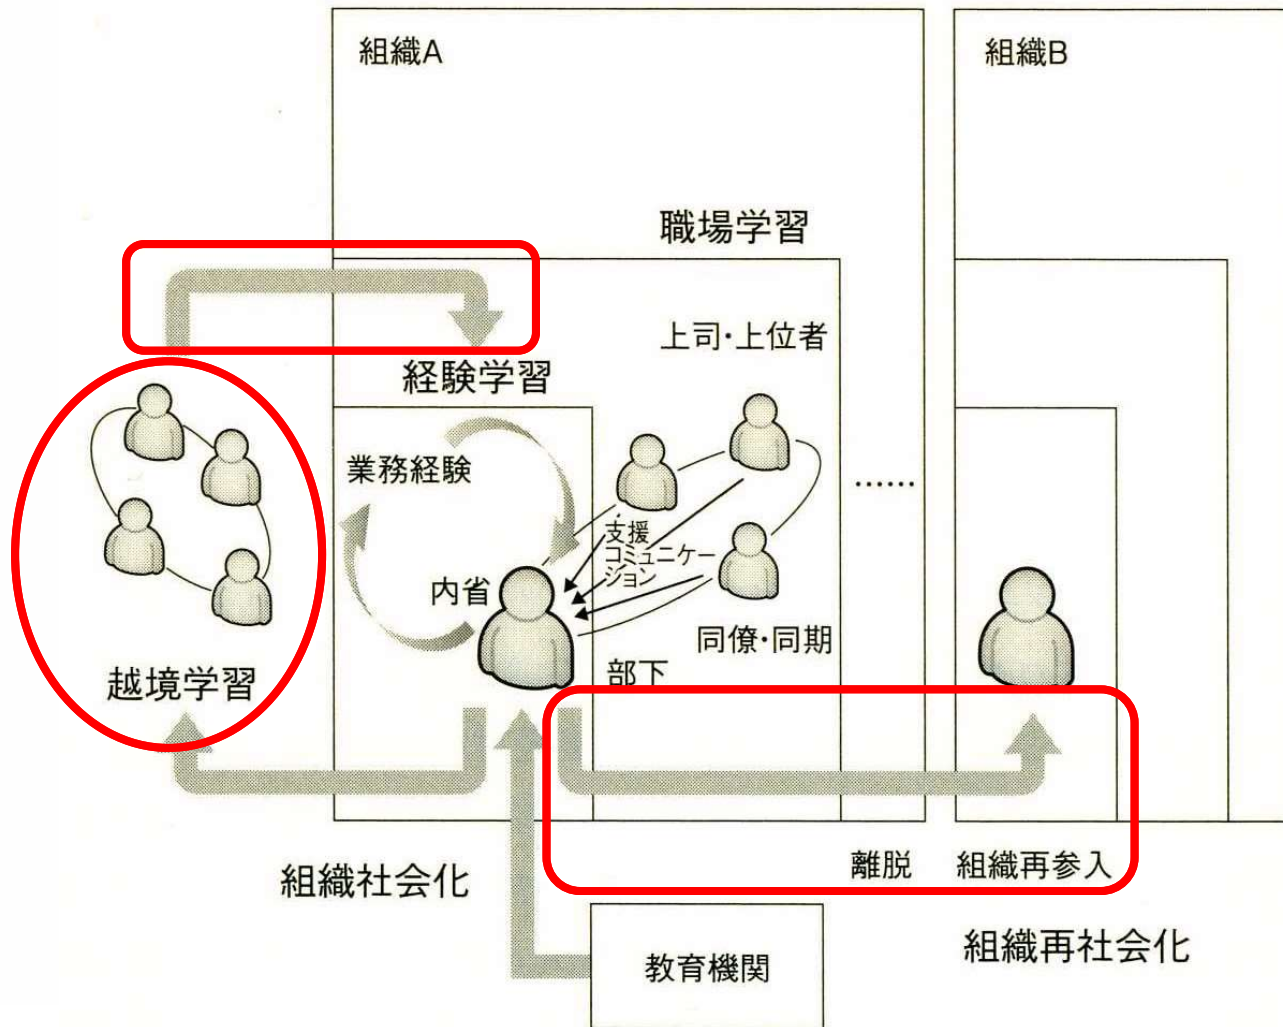 組織A
組織B
職場学習
上司・上位者
経験学習
業務経験
……
支援
コミュニケー
ション
内省
同僚・同期
部下
越境学習
離脱
組織再参入
組織社会化
組織再社会化
教育機関